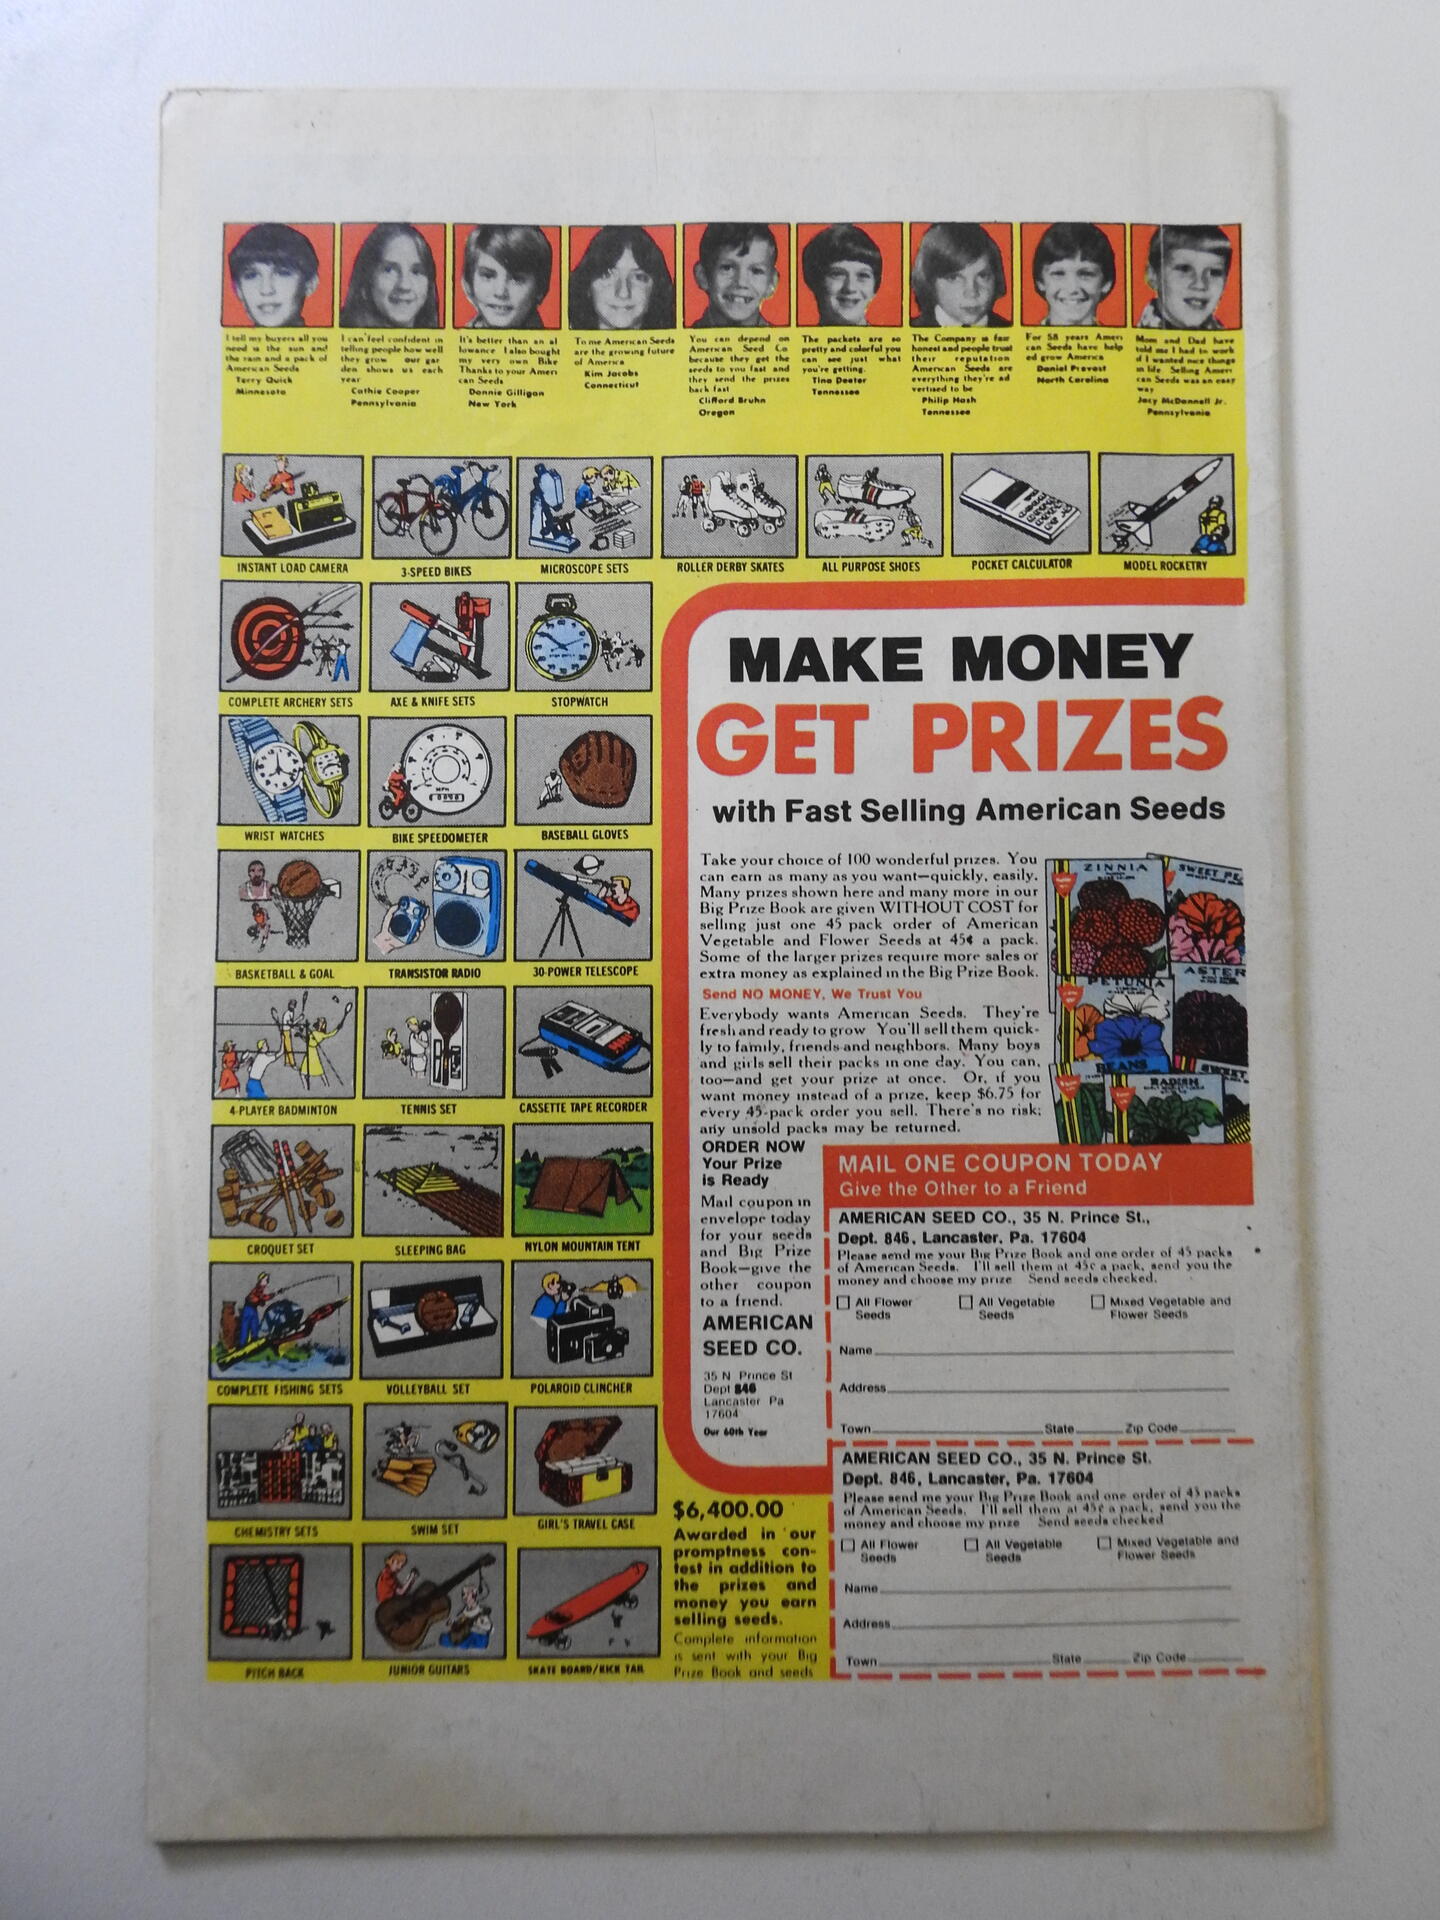 I tell my buyers all you
need is the sun and
the rain and a pack of
American Seeds
Terry Quick
Minnesota
I can feel confident in
telling people how well
they grow our gar
den shows us each
year
Cathie Cooper
Pennsylvania
It's better than an al
lowance I also bought
my very own Bike
Thanks to your Ameri
can Seeds
Donnie Gilligan
New York
To me American Seeds
are the growing future
of America
Kim Jacobs
Connecticut
You can depend on
American Seed Co.
because they get the
seeds to you fast and
they send the prizes
back fast
Clifford Bruhn
Oregon
The packets are so
pretty and colorful you
can see just what
you're getting.
Tina Deeter
Tennessee
The Company is fair
honest and people trust
their reputation
American Seeds are
everything they're ad
vertised to be
Philip Hash
Tennessee
For 58 years Ameri
can Seeds have help
ed grow America
Daniel Provost
North Carolina
Mom and Dad have
told me I had to work
if I wanted nice things
in life. Selling Ameri
can Seeds was an easy
way
Jacy McDonnell Jr.
Pennsylvania
INSTANT LOAD CAMERA
3-SPEED BIKES
MICROSCOPE SETS
ROLLER DERBY SKATES
ALL PURPOSE SHOES
POCKET CALCULATOR
MODEL ROCKETRY
COMPLETE ARCHERY SETS
AXE & KNIFE SETS
STOPWATCH
WRIST WATCHES
BIKE SPEEDOMETER
BASEBALL GLOVES
BASKETBALL & GOAL
TRANSISTOR RADIO
30-POWER TELESCOPE
4-PLAYER BADMINTON
TENNIS SET
CASSETTE TAPE RECORDER
CROQUET SET
SLEEPING BAG
NYLON MOUNTAIN TENT
COMPLETE FISHING SETS
VOLLEYBALL SET
POLAROID CLINCHER
CHEMISTRY SETS
SWIM SET
GIRL'S TRAVEL CASE
PITCH BACK
JUNIOR GUITARS
SKATE BOARD/KICK TAIL
MAKE MONEY
GET PRIZES
with Fast Selling American Seeds
Take your choice of 100 wonderful prizes. You
can earn as many as you want—quickly, easily.
Many prizes shown here and many more in our
Big Prize Book are given WITHOUT COST for
selling just one 45 pack order of American
Vegetable and Flower Seeds at 45¢ a pack.
Some of the larger prizes require more sales or
extra money as explained in the Big Prize Book.
Send NO MONEY, We Trust You
Everybody wants American Seeds. They're
fresh and ready to grow You'll sell them quick-
ly to family, friends and neighbors. Many boys
and girls sell their packs in one day. You can,
too—and get your prize at once. Or, if you
want money instead of a prize, keep $6.75 for
every 45-pack order you sell. There's no risk;
any unsold packs may be returned.
ZINNIA
SWEET PE
PETUNIA
ASTER
BEANS
RADISH
SWEET
ORDER NOW
Your Prize
is Ready
Mail coupon in
envelope today
for your seeds
and Big Prize
Book—give the
other coupon
to a friend.
AMERICAN
SEED CO.
35 N Prince St
Dept 846
Lancaster Pa
17604
Our 60th Year
MAIL ONE COUPON TODAY
Give the Other to a Friend
AMERICAN SEED CO., 35 N. Prince St.,
Dept. 846, Lancaster, Pa. 17604
Please send me your Big Prize Book and one order of 45 packs
of American Seeds. I'll sell them at 45¢ a pack, send you the
money and choose my prize Send seeds checked.
All Flower
Seeds
All Vegetable
Seeds
Mixed Vegetable and
Flower Seeds
Name
Address
Town State Zip Code
AMERICAN SEED CO., 35 N. Prince St.
Dept. 846, Lancaster, Pa. 17604
Please send me your Big Prize Book and one order of 45 packs
of American Seeds. I'll sell them at 45¢ a pack, send you the
money and choose my prize Send seeds checked
All Flower
Seeds
All Vegetable
Seeds
Mixed Vegetable and
Flower Seeds
Name
Address
Town State Zip Code
$6,400.00
Awarded in our
promptness con-
test in addition to
the prizes and
money you earn
selling seeds.
Complete information
is sent with your Big
Prize Book and seeds